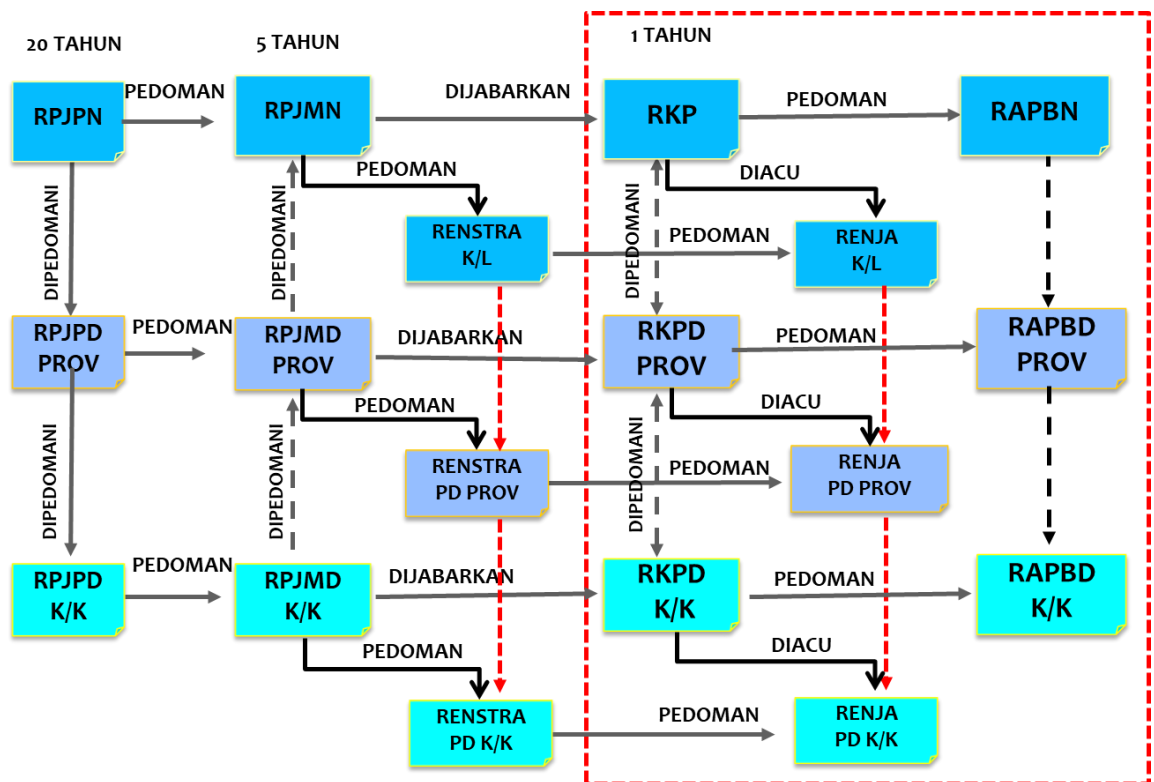 20 TAHUN
5 TAHUN
1 TAHUN
RPJPN
PEDOMAN
RPJMN
DIJABARKAN
RKP
PEDOMAN
RAPBN
DIPEDOMANI
DIPEDOMANI
PEDOMAN
RENSTRA
K/L
PEDOMAN
DIPEDOMANI
DIACU
RENJA
K/L
RPJPD
PROV
PEDOMAN
RPJMD
PROV
DIJABARKAN
RKPD
PROV
PEDOMAN
RAPBD
PROV
DIPEDOMANI
DIPEDOMANI
PEDOMAN
RENSTRA
PD PROV
PEDOMAN
DIPEDOMANI
DIACU
RENJA
PD PROV
RPJPD
K/K
PEDOMAN
RPJMD
K/K
DIJABARKAN
RKPD
K/K
PEDOMAN
RAPBD
K/K
PEDOMAN
RENSTRA
PD K/K
PEDOMAN
DIACU
RENJA
PD K/K